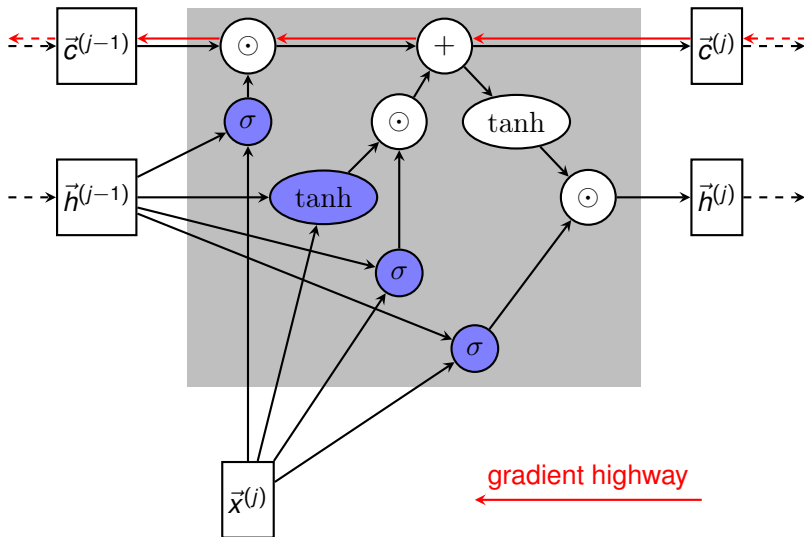 c⃗^(j−1) ⊙ + c⃗^(j)
σ ⊙ tanh
h⃗^(j−1) tanh ⊙ h⃗^(j)
σ
σ
x⃗^(j) gradient highway